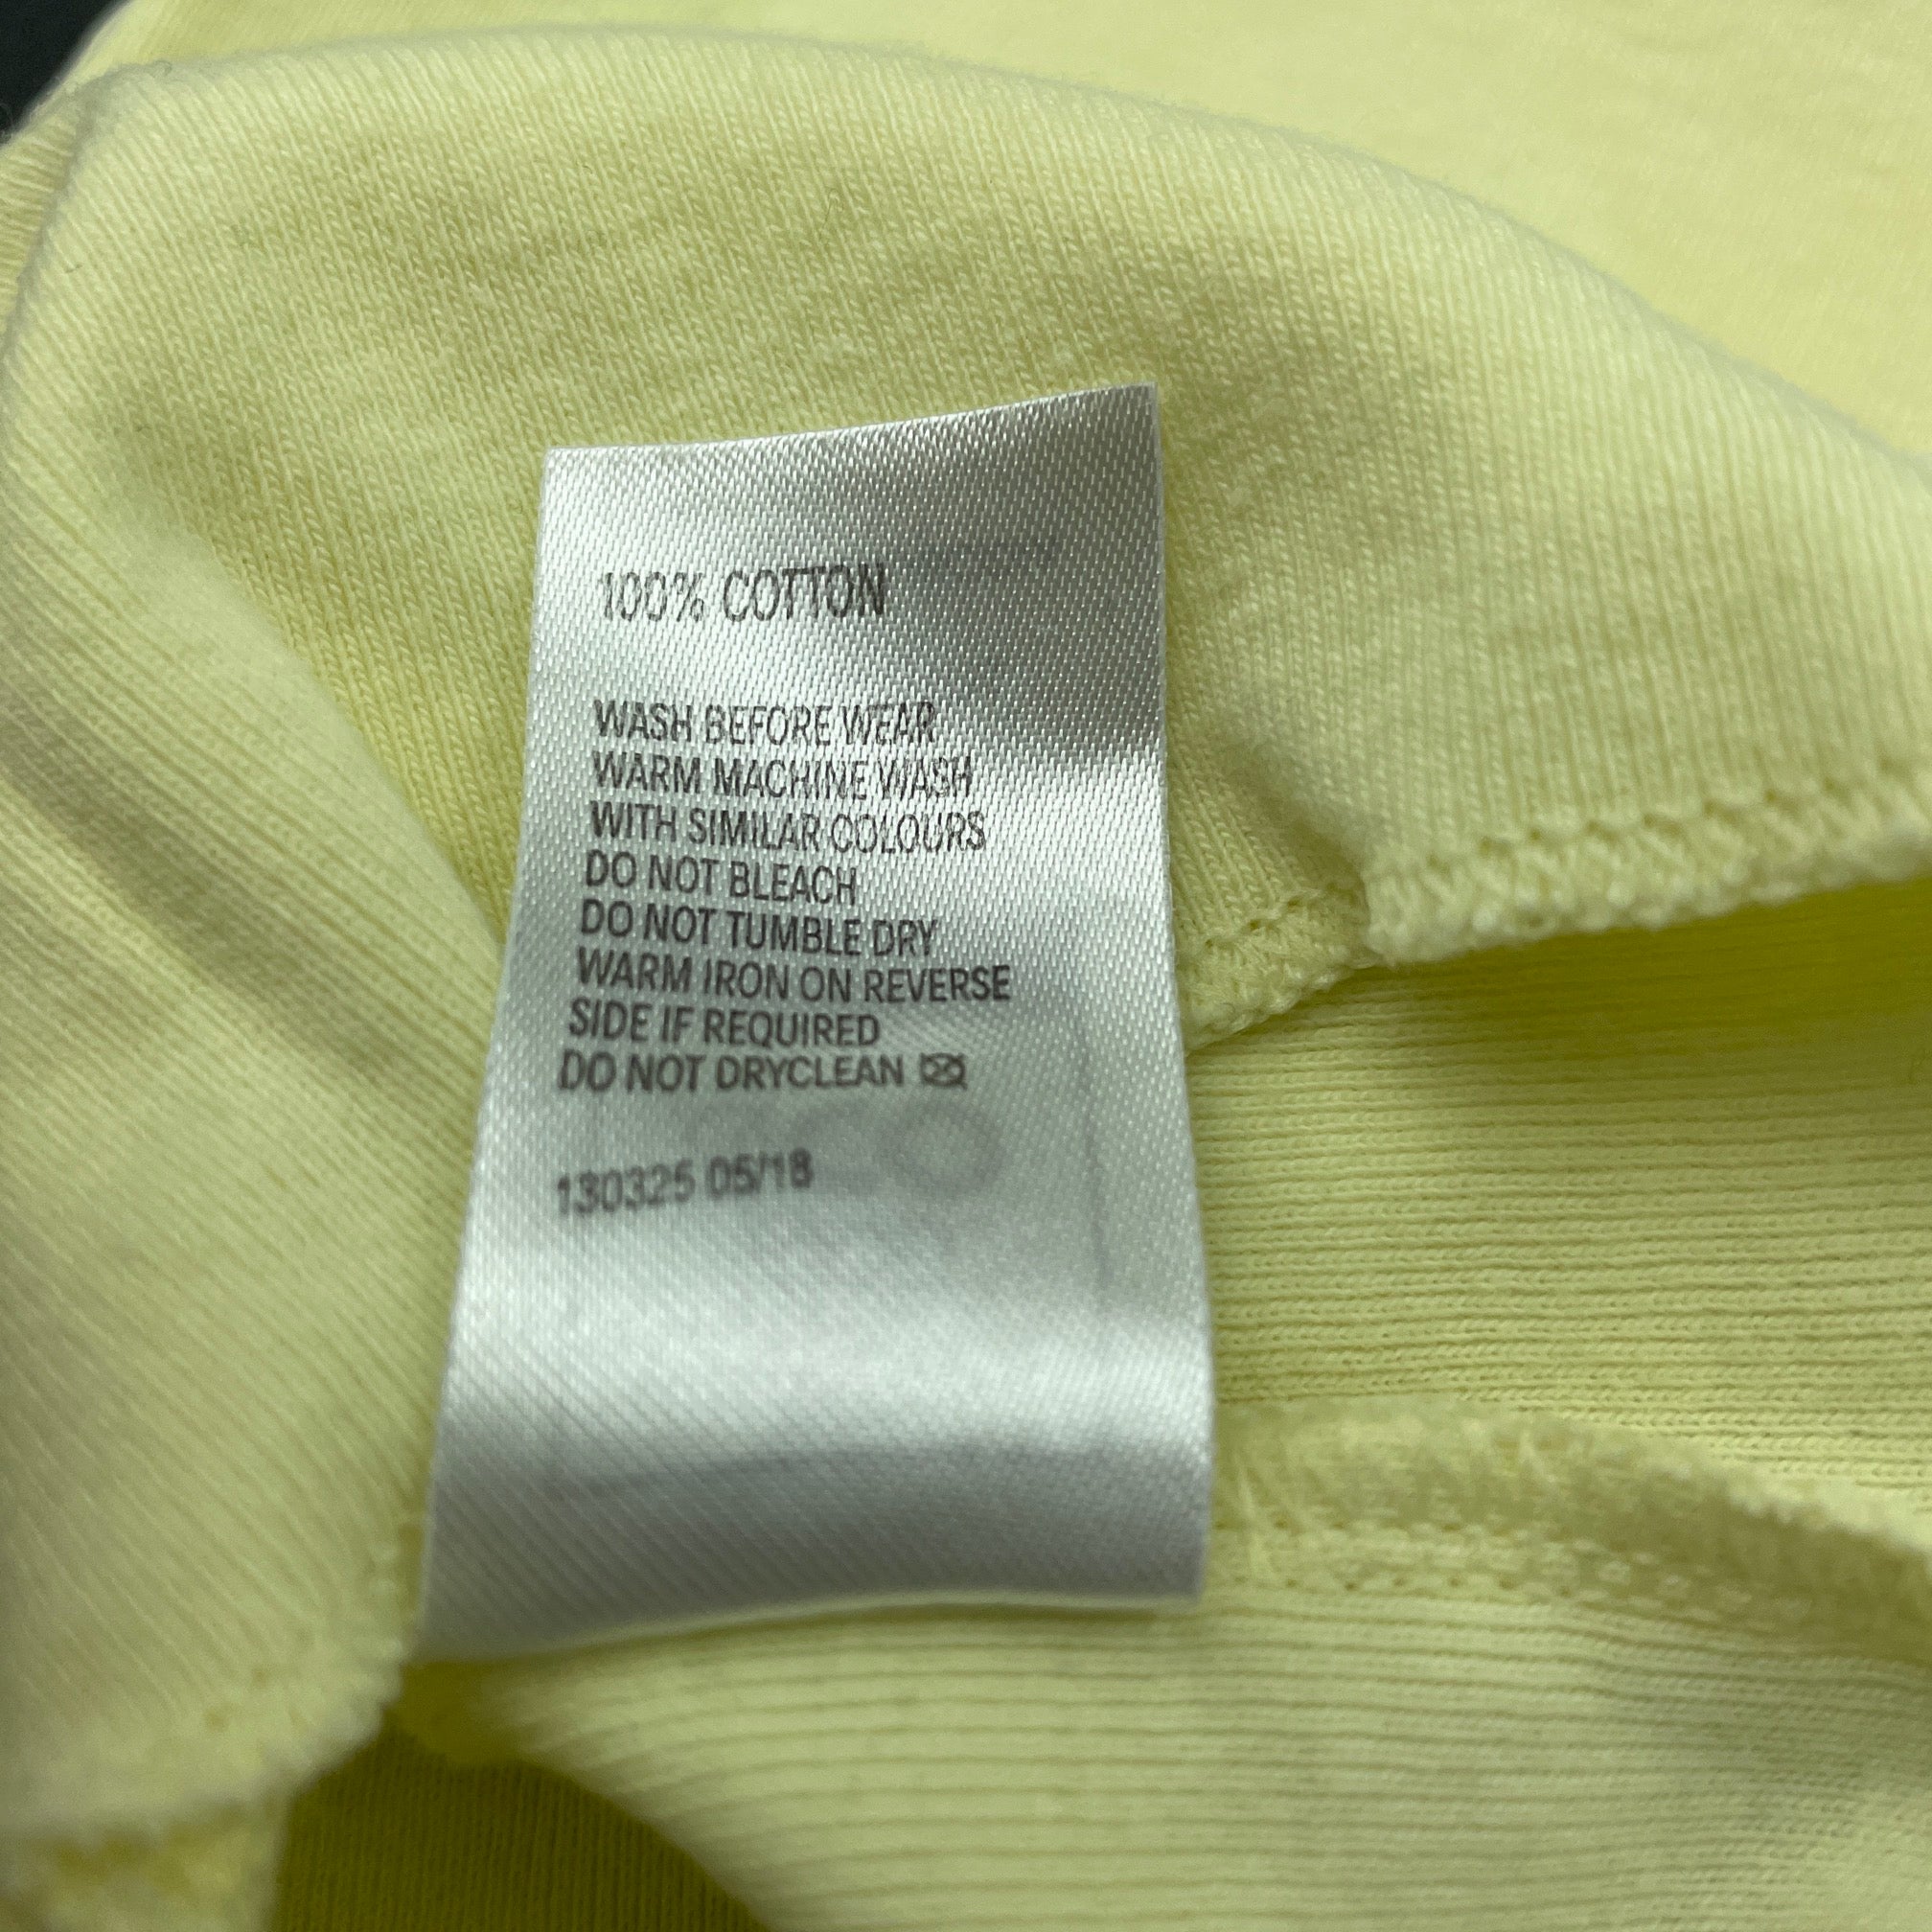 100% COTTON
WASH BEFORE WEAR
WARM MACHINE WASH
WITH SIMILAR COLOURS
DO NOT BLEACH
DO NOT TUMBLE DRY
WARM IRON ON REVERSE
SIDE IF REQUIRED
DO NOT DRYCLEAN
130325 05/18